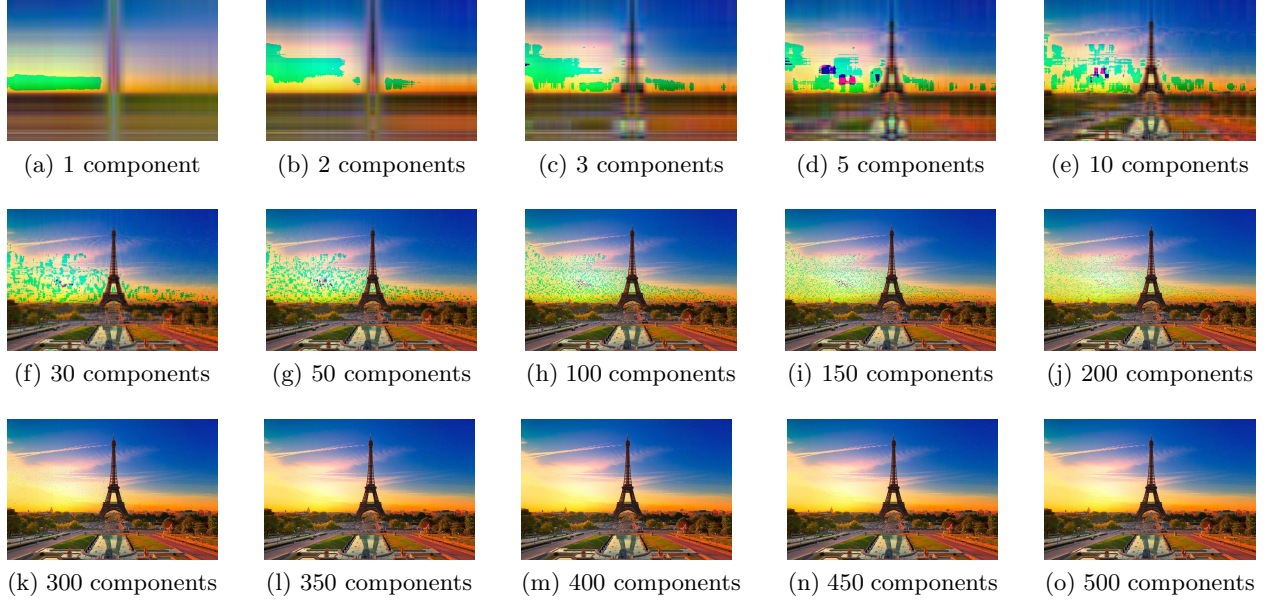 (a) 1 component
(b) 2 components
(c) 3 components
(d) 5 components
(e) 10 components
(f) 30 components
(g) 50 components
(h) 100 components
(i) 150 components
(j) 200 components
(k) 300 components
(l) 350 components
(m) 400 components
(n) 450 components
(o) 500 components